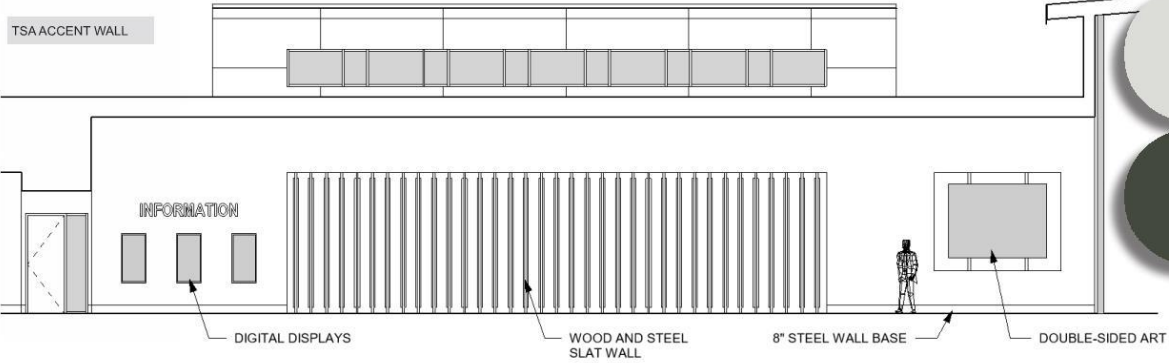 TSA ACCENT WALL
INFORMATION
DIGITAL DISPLAYS
WOOD AND STEEL
SLAT WALL
8" STEEL WALL BASE
DOUBLE-SIDED ART